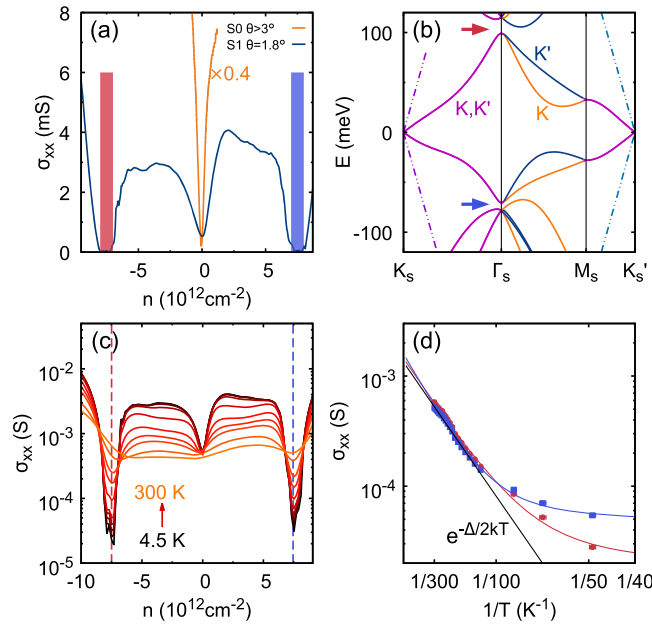 (a)
S0 θ>3°
S1 θ=1.8°
×0.4
8
6
4
2
0
σxx (mS)
-5 0 5
n (10¹²cm⁻²)
(b)
K'
K,K'
K
100
0
-100
E (meV)
Ks Γs Ms Ks'
(c)
10⁻²
10⁻³
10⁻⁴
10⁻⁵
σxx (S)
300 K
4.5 K
-10 -5 0 5
n (10¹²cm⁻²)
(d)
10⁻³
10⁻⁴
σxx (S)
e^-Δ/2kT
1/300 1/100 1/50 1/40
1/T (K⁻¹)